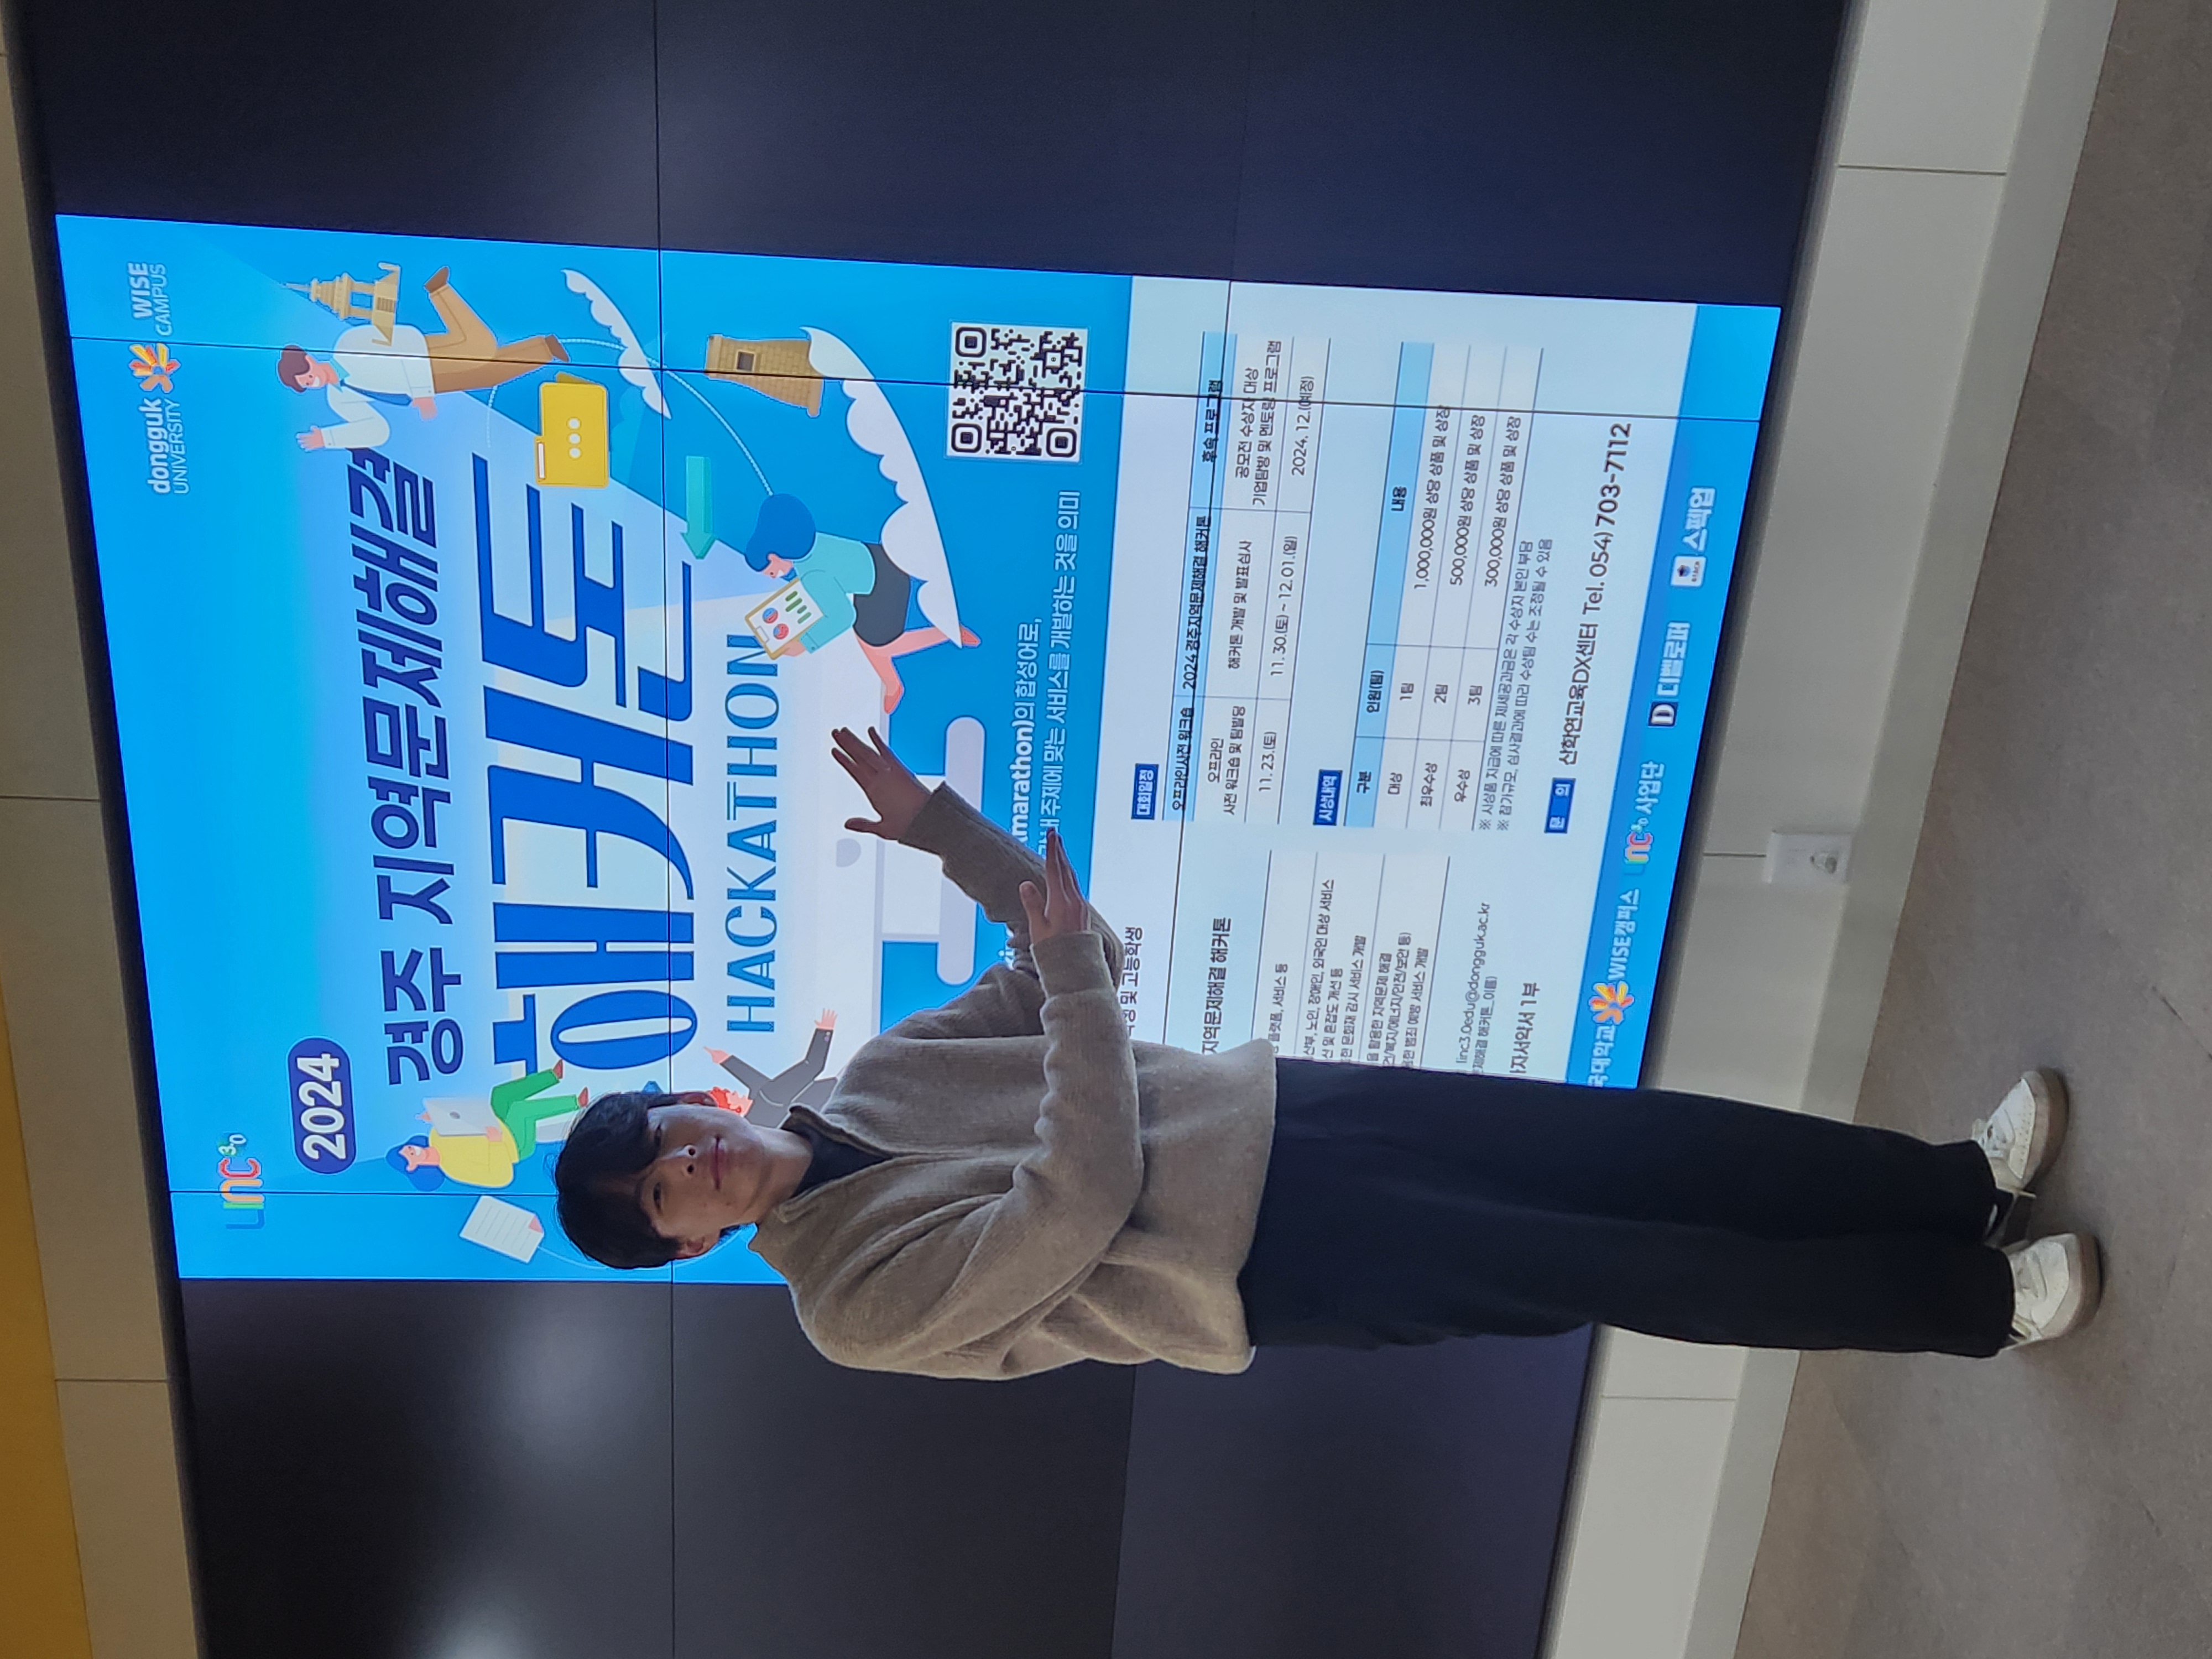 dongguk
UNIVERSITY
WISE
CAMPUS
LINC 3.0
2024
경주 지역문제해결
해커톤
HACKATHON
(marathon)의 합성어로,
내 주제에 맞는 서비스를 개발하는 것을 의미
및 고등학생
지역문제해결 해커톤
플랫폼, 서비스 등
노인, 장애인, 외국인 대상 서비스
및 혼잡도 개선 등
문화재 감시 서비스 개발
활용한 지역문제 해결
/복지/에너지/안전/보안 등)
범죄 예방 서비스 개발
linc3.0edu@dongguk.ac.kr
해커톤_이름)
서약서 1부
대회일정
오프라인사전 워크숍 2024 경주지역문제해결 해커톤 후속 프로그램
오프라인
사전 워크숍 및 팀빌딩
해커톤 개발 및 발표심사
공모전 수상자 대상
기업탐방 및 멘토링 프로그램
11. 23.(토) 11. 30.(토) ~ 12. 01.(일) 2024. 12.(예정)
시상내역
구분 인원(팀) 내용
대상 1팀 1,000,000원 상당 상품 및 상장
최우수상 2팀 500,000원 상당 상품 및 상장
우수상 3팀 300,000원 상당 상품 및 상장
※ 시상품 지급에 따른 제세공과금은 각 수상자 본인 부담
※ 참가규모, 심사결과에 따라 수상팀 수는 조정될 수 있음
문 의 산학연교육DX센터 Tel. 054) 703-7112
국대학교 WISE캠퍼스 LINC 3.0 사업단 D 디벨로퍼 스펙업